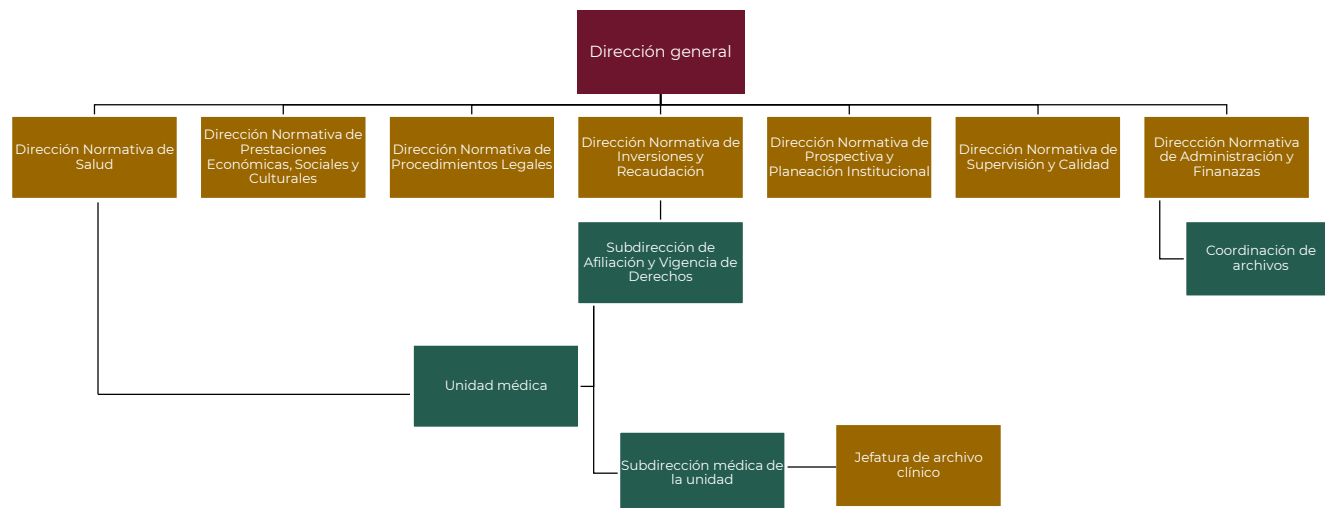 Dirección general
Dirección Normativa de
Salud
Dirección Normativa de
Prestaciones
Económicas, Sociales y
Culturales
Dirección Normativa de
Procedimientos Legales
Dirección Normativa de
Inversiones y
Recaudación
Dirección Normativa de
Prospectiva y
Planeación Institucional
Dirección Normativa de
Supervisión y Calidad
Direccción Normativa
de Administración y
Finanazas
Subdirección de
Afiliación y Vigencia de
Derechos
Coordinación de
archivos
Unidad médica
Subdirección médica de
la unidad
Jefatura de archivo
clínico